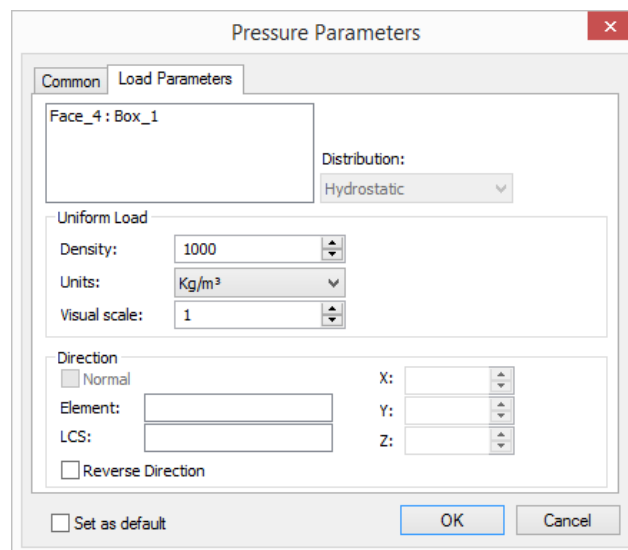 Pressure Parameters
Common
Load Parameters
Face_4 : Box_1
Distribution:
Hydrostatic
Uniform Load
Density:
1000
Units:
Kg/m³
Visual scale:
1
Direction
Normal
X:
Element:
Y:
LCS:
Z:
Reverse Direction
Set as default
OK
Cancel